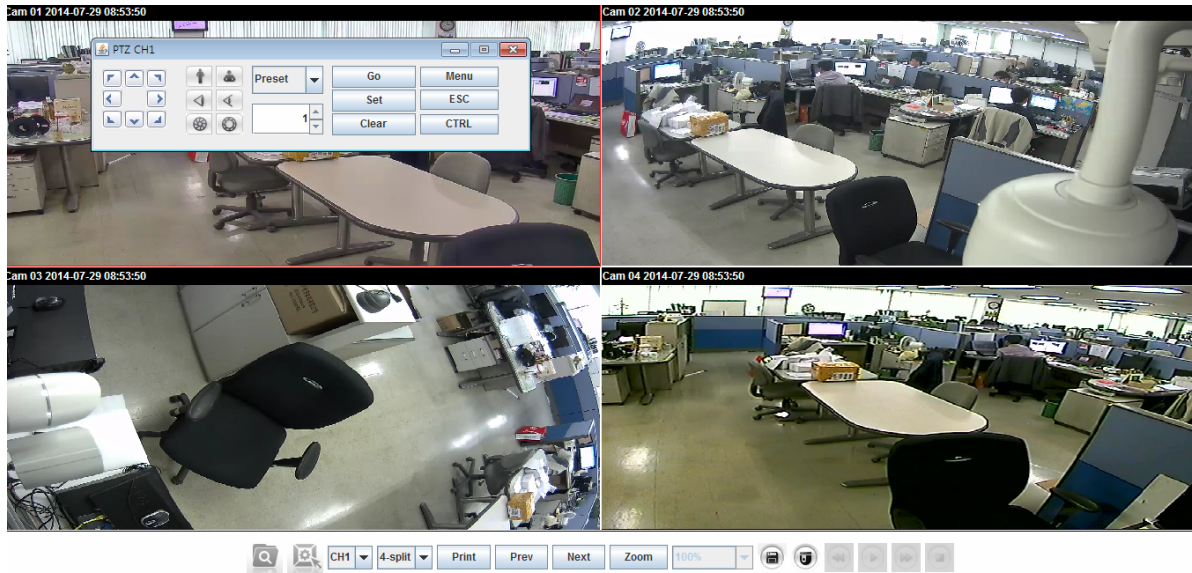 Cam 01 2014-07-29 08:53:50
Cam 02 2014-07-29 08:53:50
PTZ CH1
Preset
Go
Menu
Set
ESC
1
Clear
CTRL
Cam 03 2014-07-29 08:53:50
Cam 04 2014-07-29 08:53:50
CH1
4-split
Print
Prev
Next
Zoom
100%